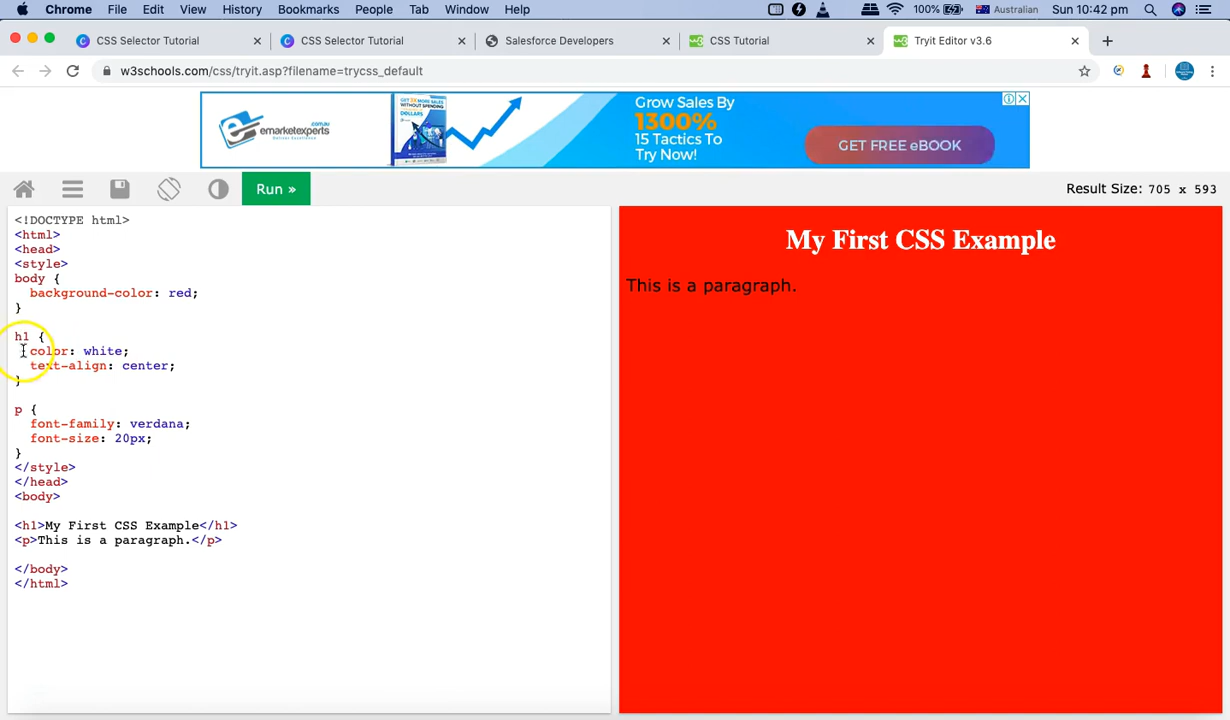 Chrome File Edit View History Bookmarks People Tab Window Help 100% Australian Sun 10:42 pm
CSS Selector Tutorial CSS Selector Tutorial Salesforce Developers CSS Tutorial Tryit Editor v3.6
w3schools.com/css/tryit.asp?filename=trycss_default
emarketexperts.com.au
Grow Sales By
1300%
15 Tactics To
Try Now!
GET FREE eBOOK
Run »
Result Size: 705 x 593
<!DOCTYPE html>
<html>
<head>
<style>
body {
  background-color: red;
}
h1 {
  color: white;
  text-align: center;
}
p {
  font-family: verdana;
  font-size: 20px;
}
</style>
</head>
<body>
<h1>My First CSS Example</h1>
<p>This is a paragraph.</p>
</body>
</html>
My First CSS Example
This is a paragraph.